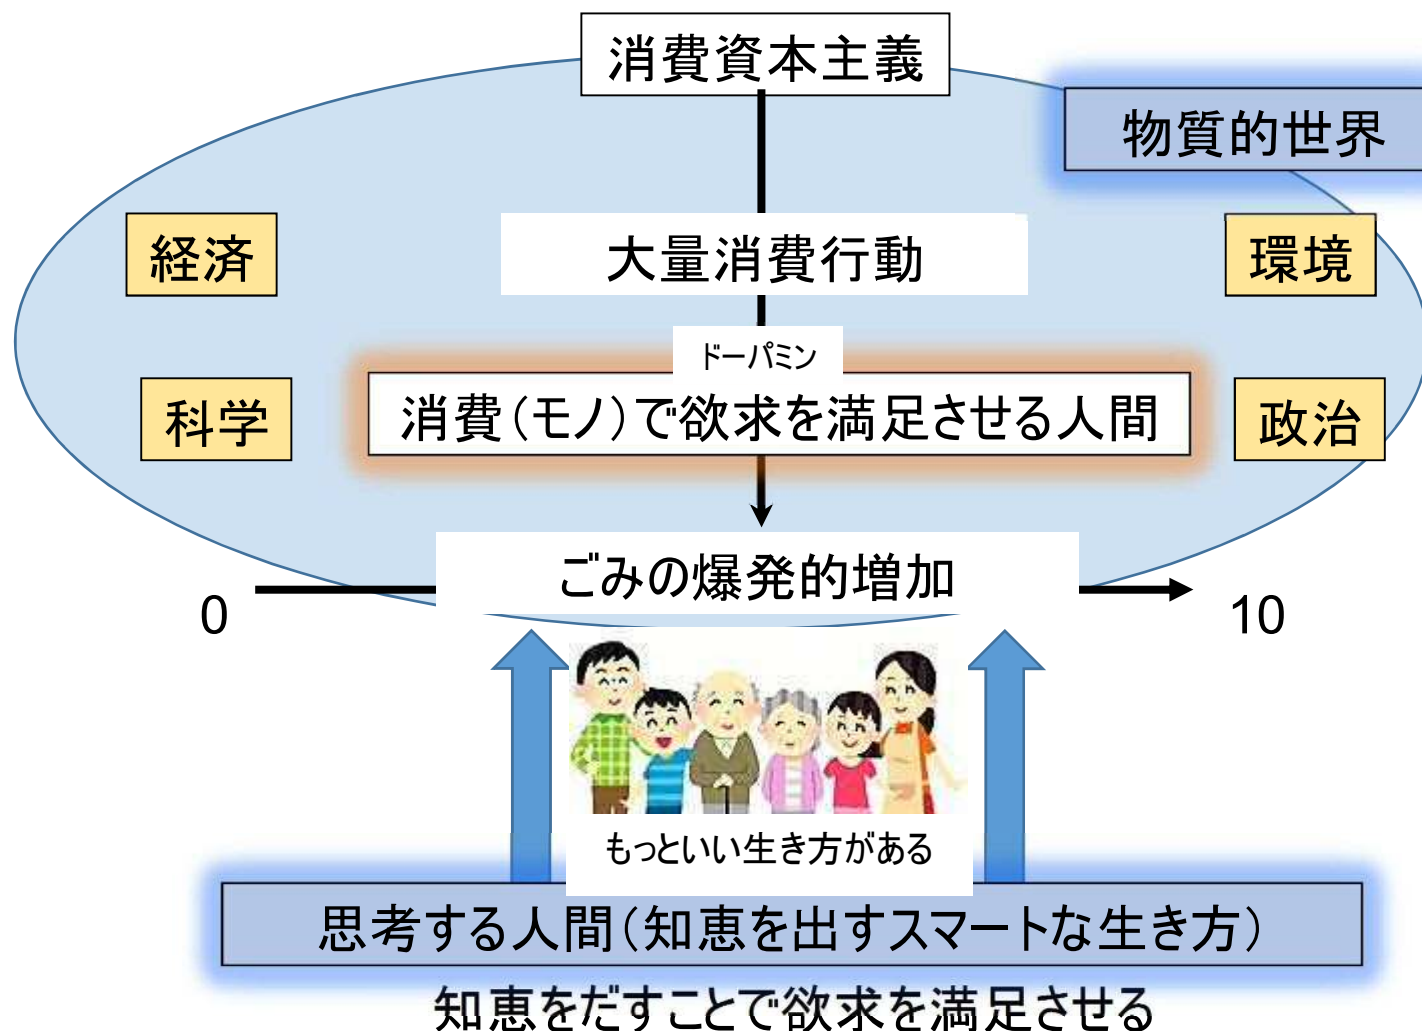 消費資本主義
物質的世界
経済
大量消費行動
環境
ドーパミン
科学
消費（モノ）で欲求を満足させる人間
政治
ごみの爆発的増加
0
10
もっといい生き方がある
思考する人間（知恵を出すスマートな生き方）
知恵をだすことで欲求を満足させる